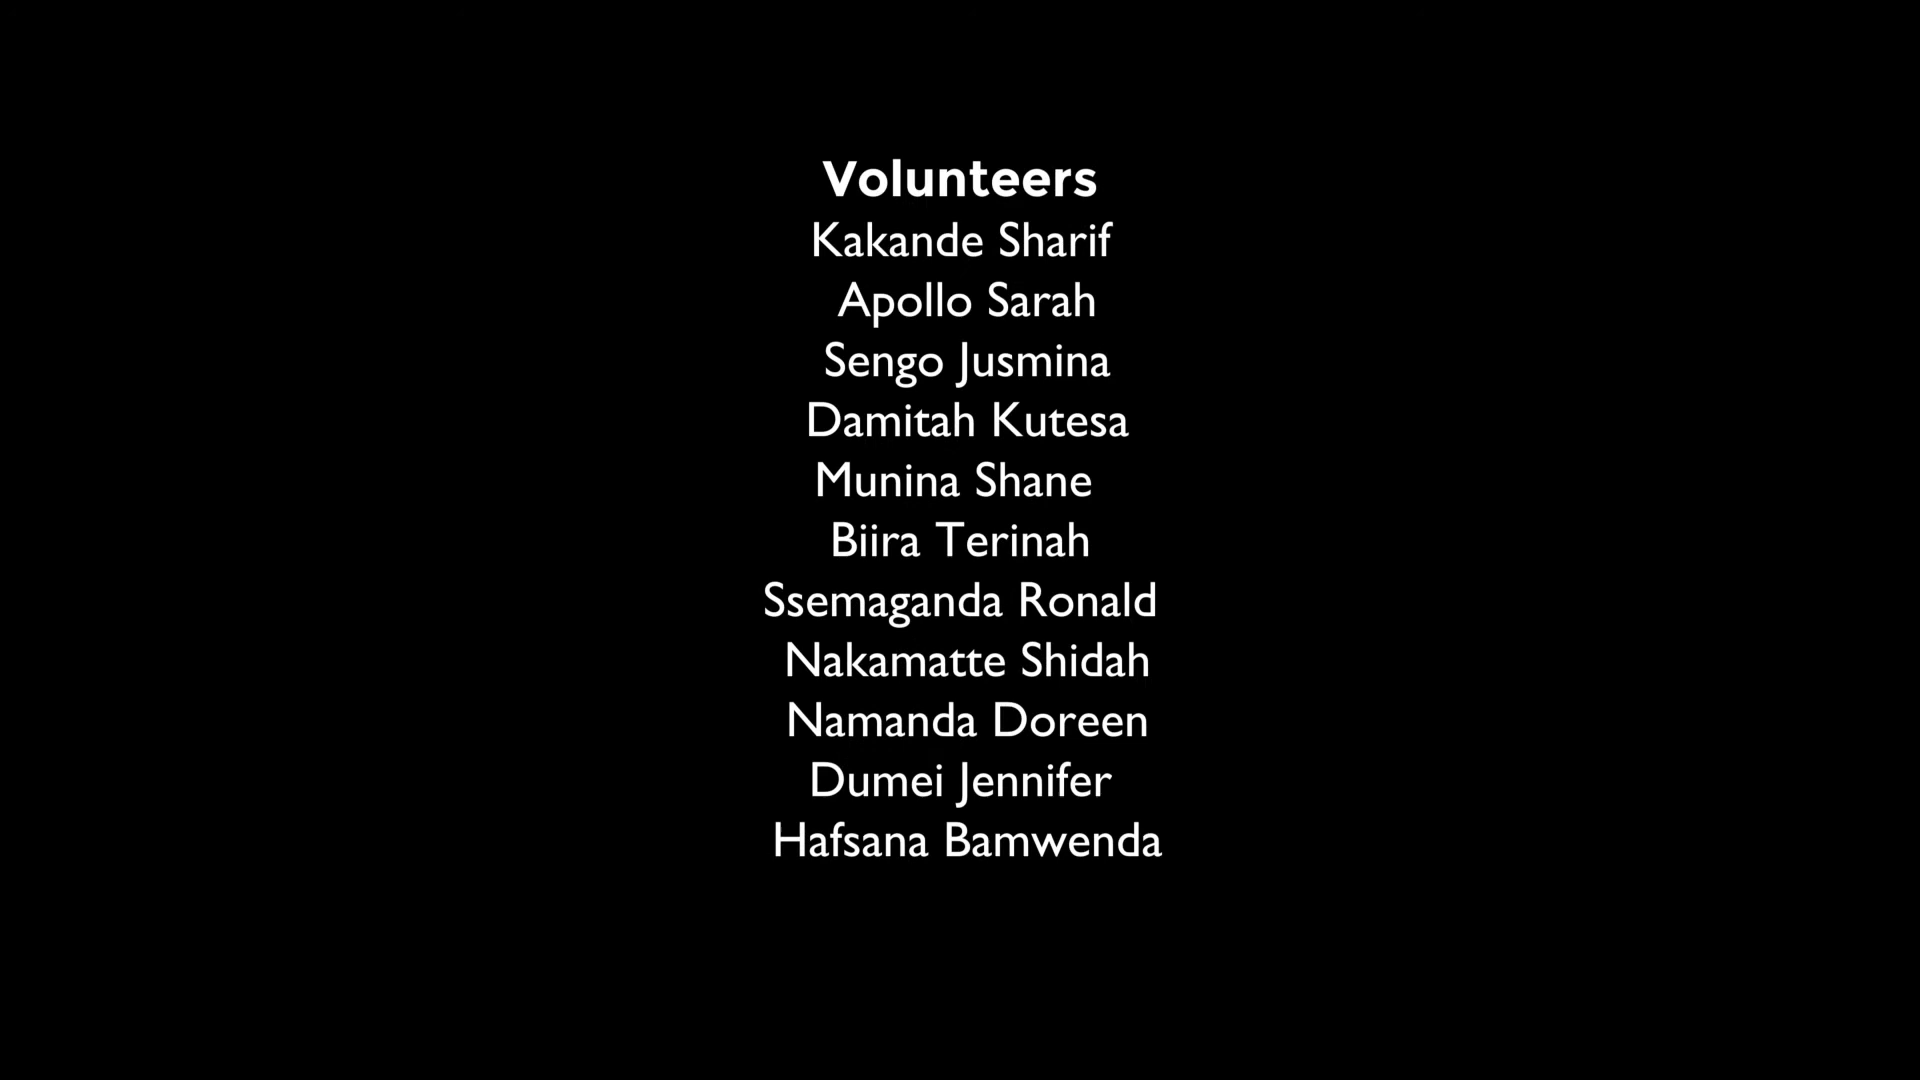 Volunteers
Kakande Sharif
Apollo Sarah
Sengo Jusmina
Damitah Kutesa
Munina Shane
Biira Terinah
Ssemaganda Ronald
Nakamatte Shidah
Namanda Doreen
Dumei Jennifer
Hafsana Bamwenda